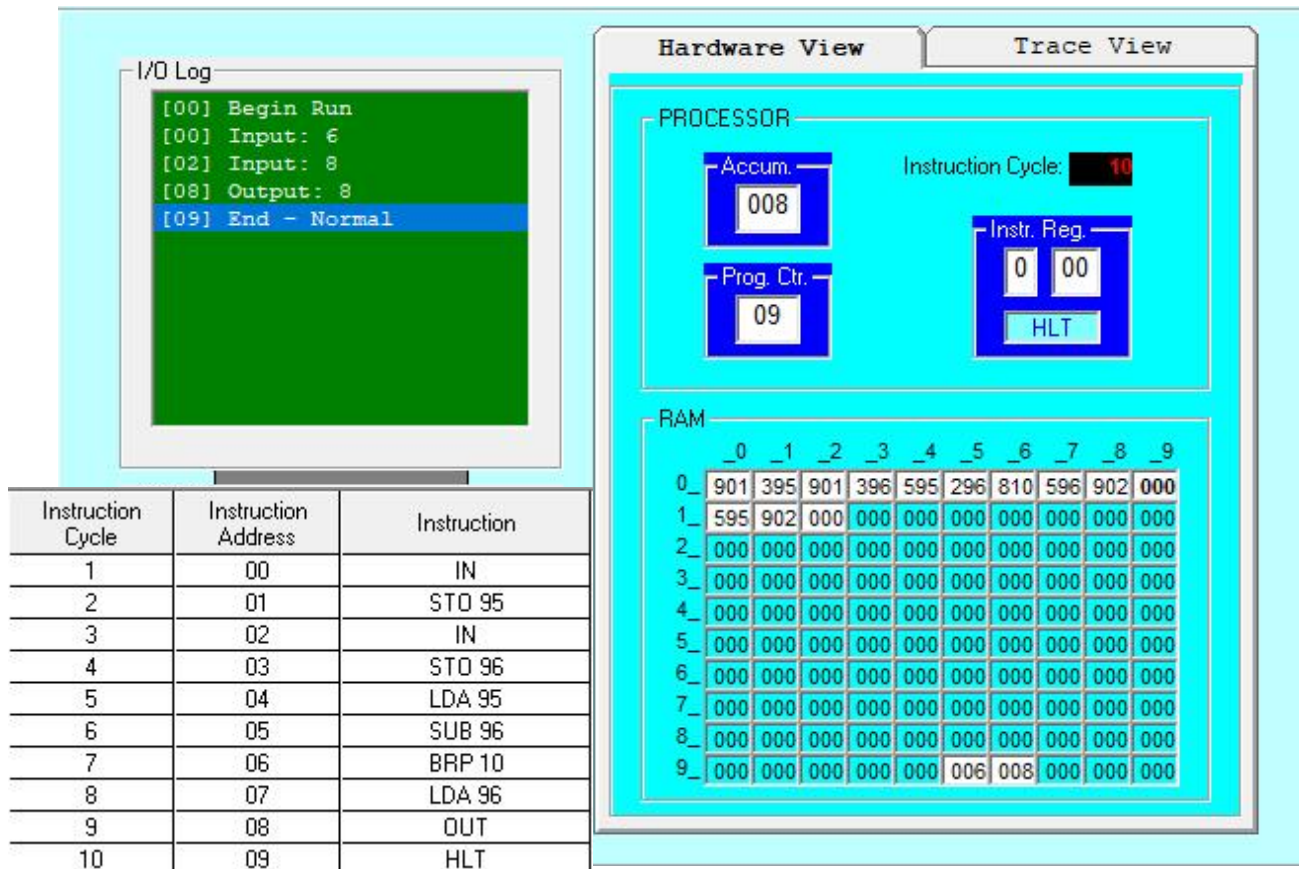 Hardware View
Trace View
I/O Log
[00] Begin Run
[00] Input: 6
[02] Input: 8
[08] Output: 8
[09] End - Normal
PROCESSOR
Accum.
008
Instruction Cycle: 10
Prog. Ctr.
09
Instr. Reg.
0 00
HLT
RAM
_0 _1 _2 _3 _4 _5 _6 _7 _8 _9
0_ 901 395 901 396 595 296 810 596 902 000
1_ 595 902 000 000 000 000 000 000 000 000
2_ 000 000 000 000 000 000 000 000 000 000
3_ 000 000 000 000 000 000 000 000 000 000
4_ 000 000 000 000 000 000 000 000 000 000
5_ 000 000 000 000 000 000 000 000 000 000
6_ 000 000 000 000 000 000 000 000 000 000
7_ 000 000 000 000 000 000 000 000 000 000
8_ 000 000 000 000 000 000 000 000 000 000
9_ 000 000 000 000 000 006 008 000 000 000
Instruction Cycle Instruction Address Instruction
1 00 IN
2 01 STO 95
3 02 IN
4 03 STO 96
5 04 LDA 95
6 05 SUB 96
7 06 BRP 10
8 07 LDA 96
9 08 OUT
10 09 HLT